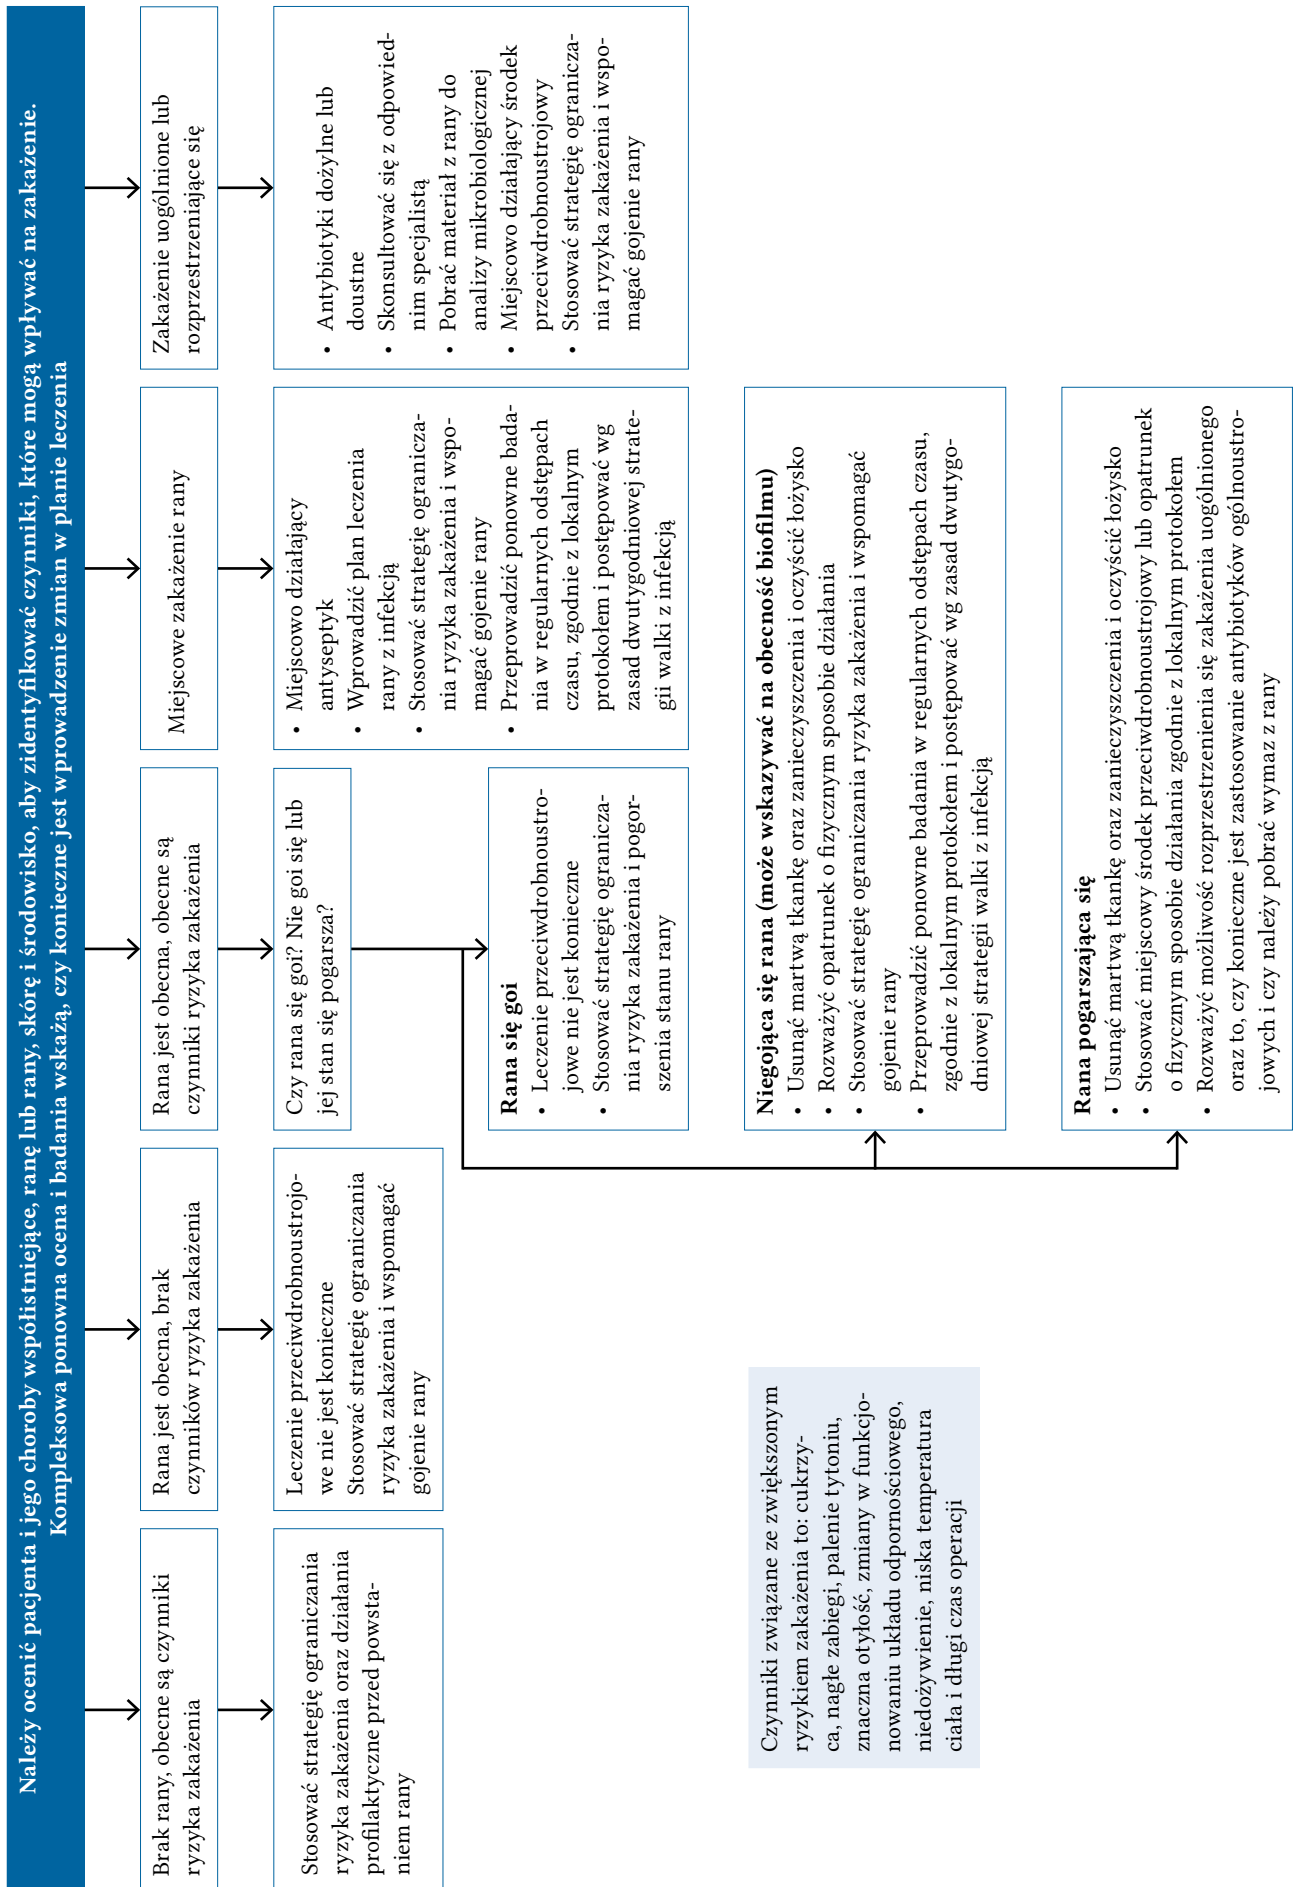 Należy ocenić pacjenta i jego choroby współistniejące, ranę lub rany, skórę i środowisko, aby zidentyfikować czynniki, które mogą wpływać na zakażenie.
Kompleksowa ponowna ocena i badania wskażą, czy konieczne jest wprowadzenie zmian w planie leczenia
Brak rany, obecne są czynniki
ryzyka zakażenia
Stosować strategię ograniczania
ryzyka zakażenia oraz działania
profilaktyczne przed powsta-
niem rany
Rana jest obecna, brak
czynników ryzyka zakażenia
Leczenie przeciwdrobnoustrojo-
we nie jest konieczne
Stosować strategię ograniczania
ryzyka zakażenia i wspomagać
gojenie rany
Rana jest obecna, obecne są
czynniki ryzyka zakażenia
Czy rana się goi? Nie goi się lub
jej stan się pogarsza?
Rana się goi
• Leczenie przeciwdrobnoustro-
jowe nie jest konieczne
• Stosować strategię ogranicza-
nia ryzyka zakażenia i pogor-
szenia stanu rany
Niegojąca się rana (może wskazywać na obecność biofilmu)
• Usunąć martwą tkankę oraz zanieczyszczenia i oczyścić łożysko
• Rozważyć opatrunek o fizycznym sposobie działania
• Stosować strategię ograniczania ryzyka zakażenia i wspomagać
gojenie rany
• Przeprowadzić ponowne badania w regularnych odstępach czasu,
zgodnie z lokalnym protokołem i postępować wg zasad dwutygo-
dniowej strategii walki z infekcją
Rana pogarszająca się
• Usunąć martwą tkankę oraz zanieczyszczenia i oczyścić łożysko
• Stosować miejscowy środek przeciwdrobnoustrojowy lub opatrunek
o fizycznym sposobie działania zgodnie z lokalnym protokołem
• Rozważyć możliwość rozprzestrzenienia się zakażenia uogólnionego
oraz to, czy konieczne jest zastosowanie antybiotyków ogólnoustro-
jowych i czy należy pobrać wymaz z rany
Miejscowe zakażenie rany
• Miejscowo działający
antyseptyk
• Wprowadzić plan leczenia
rany z infekcją
• Stosować strategię ogranicza-
nia ryzyka zakażenia i wspo-
magać gojenie rany
• Przeprowadzić ponowne bada-
nia w regularnych odstępach
czasu, zgodnie z lokalnym
protokołem i postępować wg
zasad dwutygodniowej strate-
gii walki z infekcją
Zakażenie uogólnione lub
rozprzestrzeniające się
• Antybiotyki dożylne lub
doustne
• Skonsultować się z odpowied-
nim specjalistą
• Pobrać materiał z rany do
analizy mikrobiologicznej
• Miejscowo działający środek
przeciwdrobnoustrojowy
• Stosować strategię ogranicza-
nia ryzyka zakażenia i wspo-
magać gojenie rany
Czynniki związane ze zwiększonym
ryzykiem zakażenia to: cukrzy-
ca, nagłe zabiegi, palenie tytoniu,
znaczna otyłość, zmiany w funkcjo-
nowaniu układu odpornościowego,
niedożywienie, niska temperatura
ciała i długi czas operacji